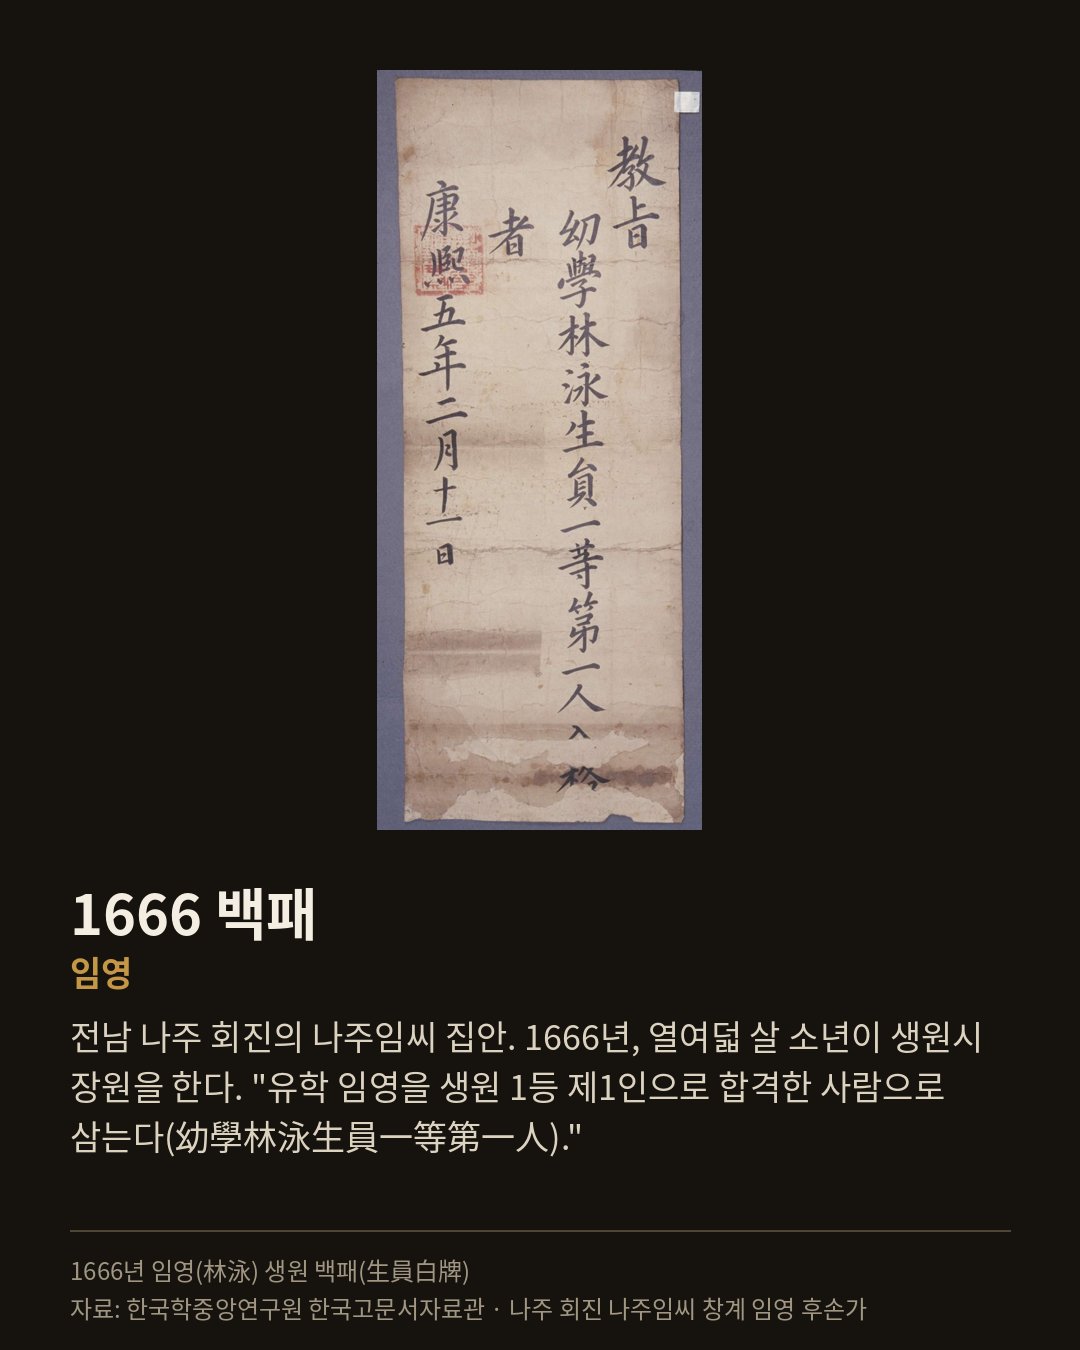 教旨
幼學林泳生員一等第一人入格
者
康熙五年二月十一日
1666 백패
임영
전남 나주 회진의 나주임씨 집안. 1666년, 열여덟 살 소년이 생원시
장원을 한다. "유학 임영을 생원 1등 제1인으로 합격한 사람으로
삼는다(幼學林泳生員一等第一人)."
1666년 임영(林泳) 생원 백패(生員白牌)
자료: 한국학중앙연구원 한국고문서자료관 · 나주 회진 나주임씨 창계 임영 후손가